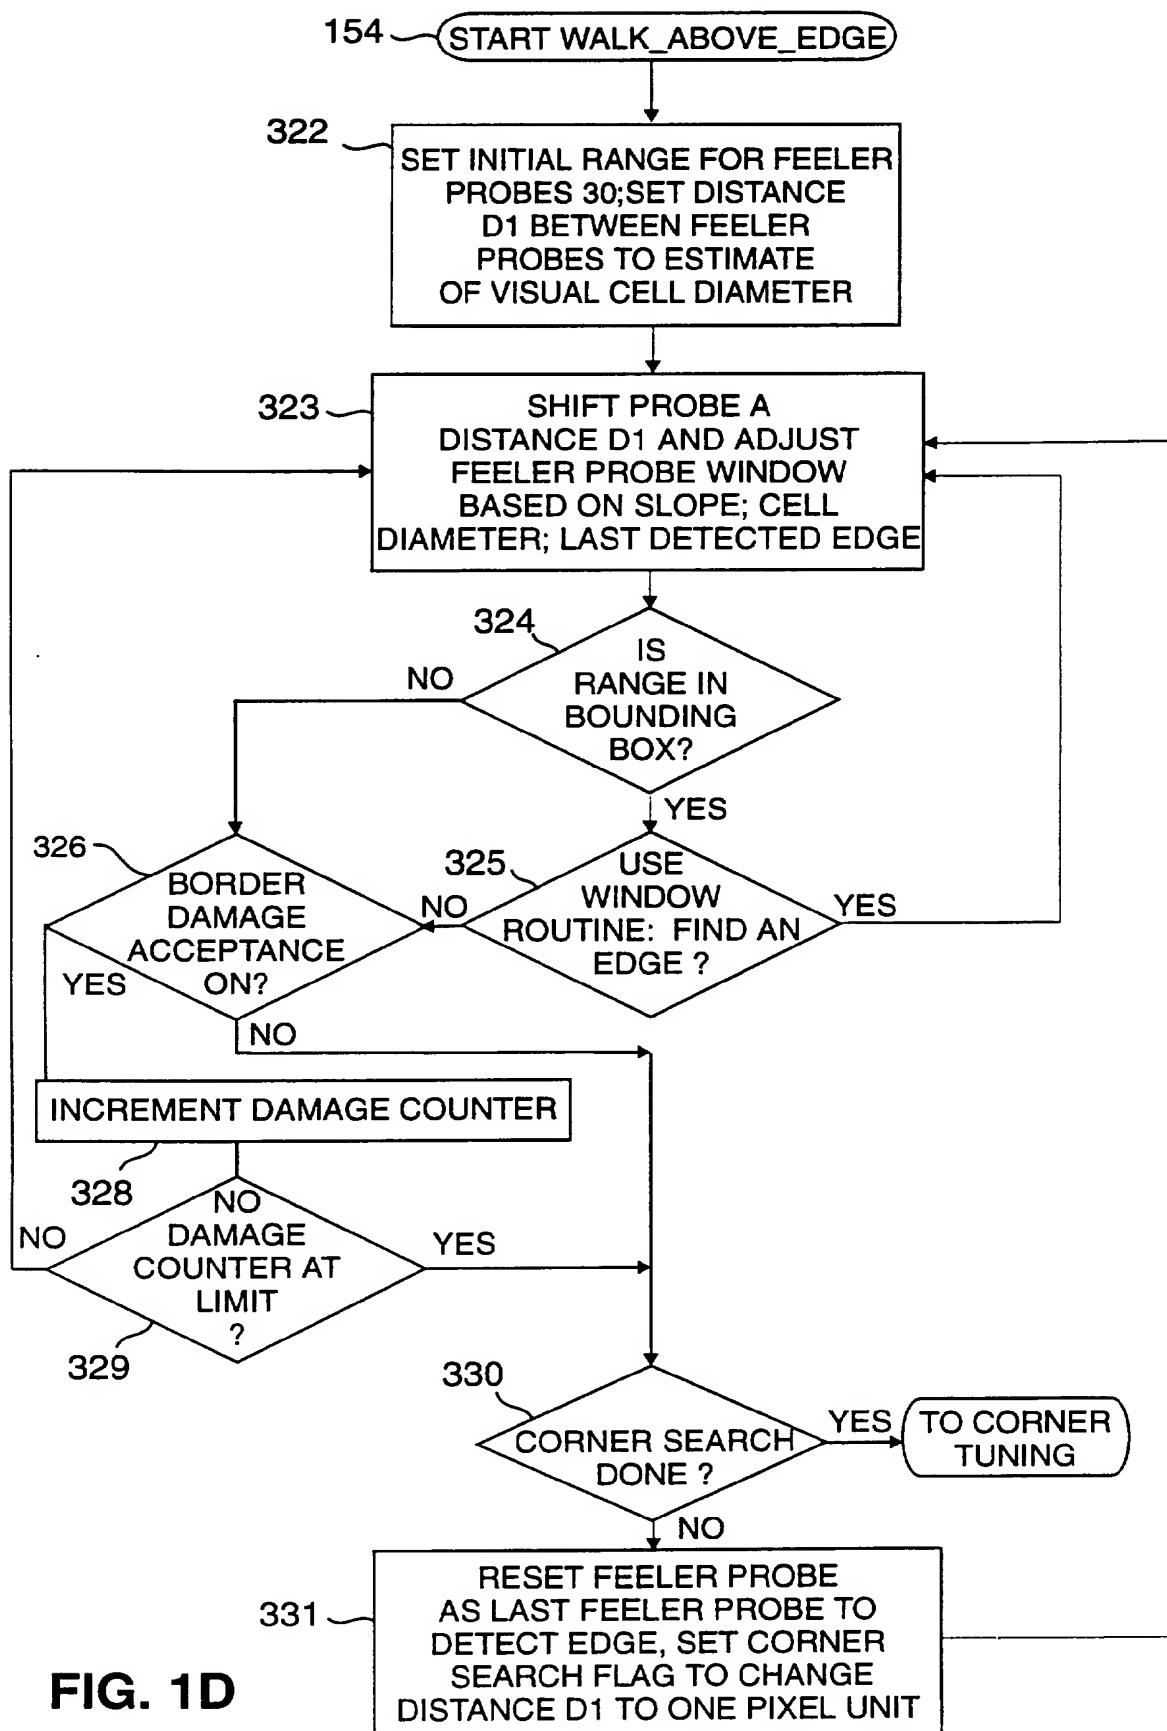 154
START WALK_ABOVE_EDGE
322
SET INITIAL RANGE FOR FEELER
PROBES 30;SET DISTANCE
D1 BETWEEN FEELER
PROBES TO ESTIMATE
OF VISUAL CELL DIAMETER
323
SHIFT PROBE A
DISTANCE D1 AND ADJUST
FEELER PROBE WINDOW
BASED ON SLOPE; CELL
DIAMETER; LAST DETECTED EDGE
324
IS
RANGE IN
BOUNDING
BOX?
NO
YES
325
USE
WINDOW
ROUTINE: FIND AN
EDGE ?
NO
YES
326
BORDER
DAMAGE
ACCEPTANCE
ON?
YES
NO
INCREMENT DAMAGE COUNTER
328
NO
DAMAGE
COUNTER AT
LIMIT
?
NO
YES
329
330
CORNER SEARCH
DONE ?
YES
TO CORNER
TUNING
NO
331
RESET FEELER PROBE
AS LAST FEELER PROBE TO
DETECT EDGE, SET CORNER
SEARCH FLAG TO CHANGE
DISTANCE D1 TO ONE PIXEL UNIT
FIG. 1D